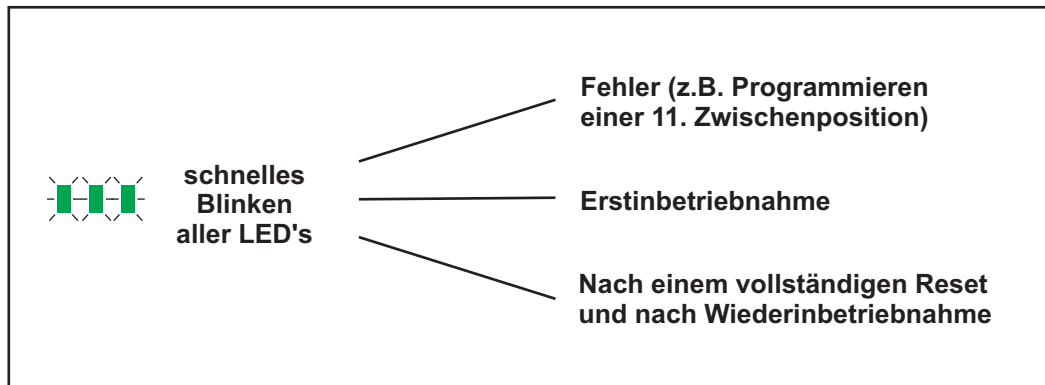 schnelles
Blinken
aller LED's
Fehler (z.B. Programmieren
einer 11. Zwischenposition)
Erstinbetriebnahme
Nach einem vollständigen Reset
und nach Wiederinbetriebnahme